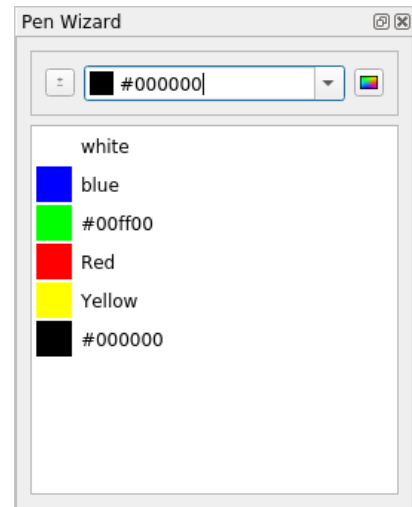 Pen Wizard
±
#000000
white
blue
#00ff00
Red
Yellow
#000000